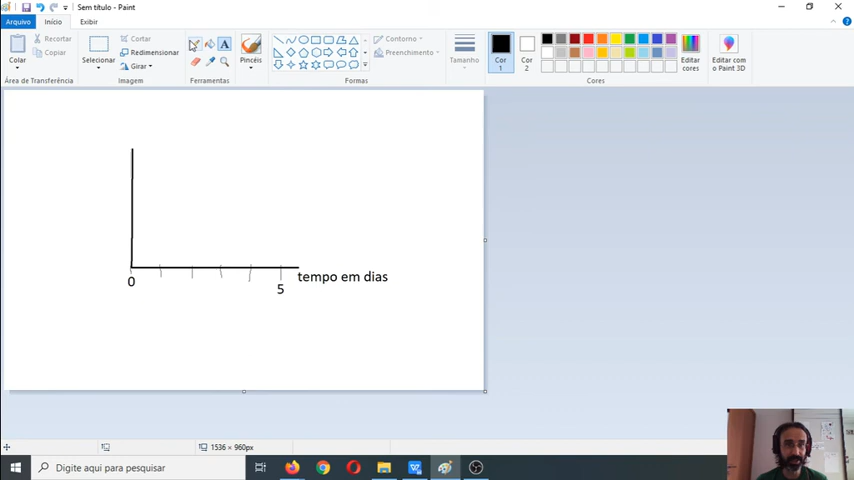 Sem título - Paint
Arquivo Início Exibir
Colar
Recortar
Copiar
Área de Transferência
Selecionar
Cortar
Redimensionar
Girar
Imagem
A
Ferramentas
Pincéis
Contorno
Preenchimento
Formas
Tamanho
Cor
1
Cor
2
Editar
cores
Cores
Editar com
o Paint 3D
tempo em dias
0
5
1536 × 960px
Digite aqui para pesquisar